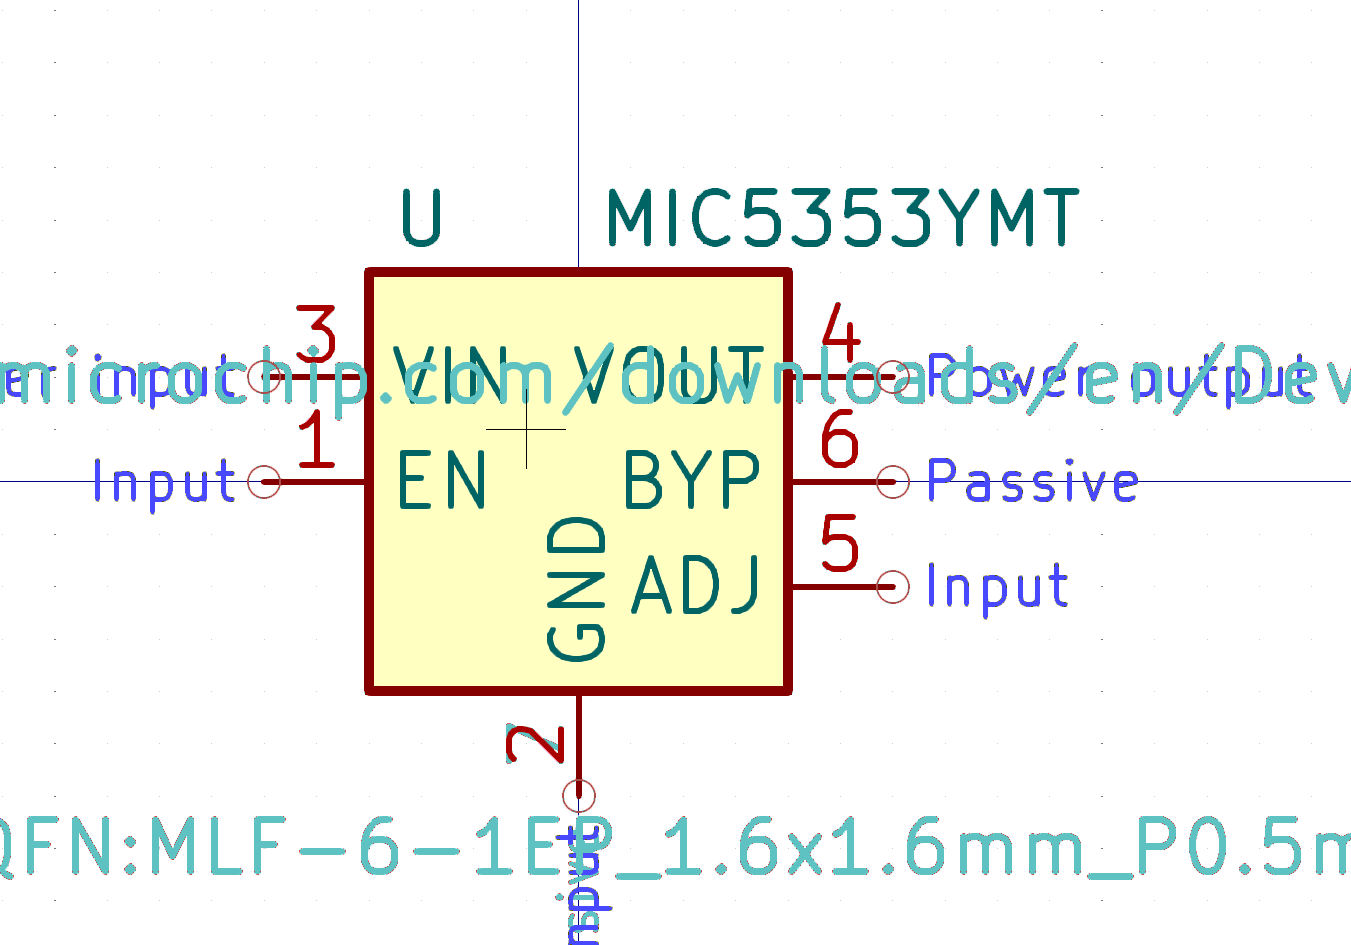 U MIC5353YMT
3 4
er input microchip.com/downloads/en/Dev Power output
VIN VOUT
1 6
Input EN BYP Passive
5
ADJ Input
GND
2
QFN:MLF-6-1EP_1.6x1.6mm_P0.5m